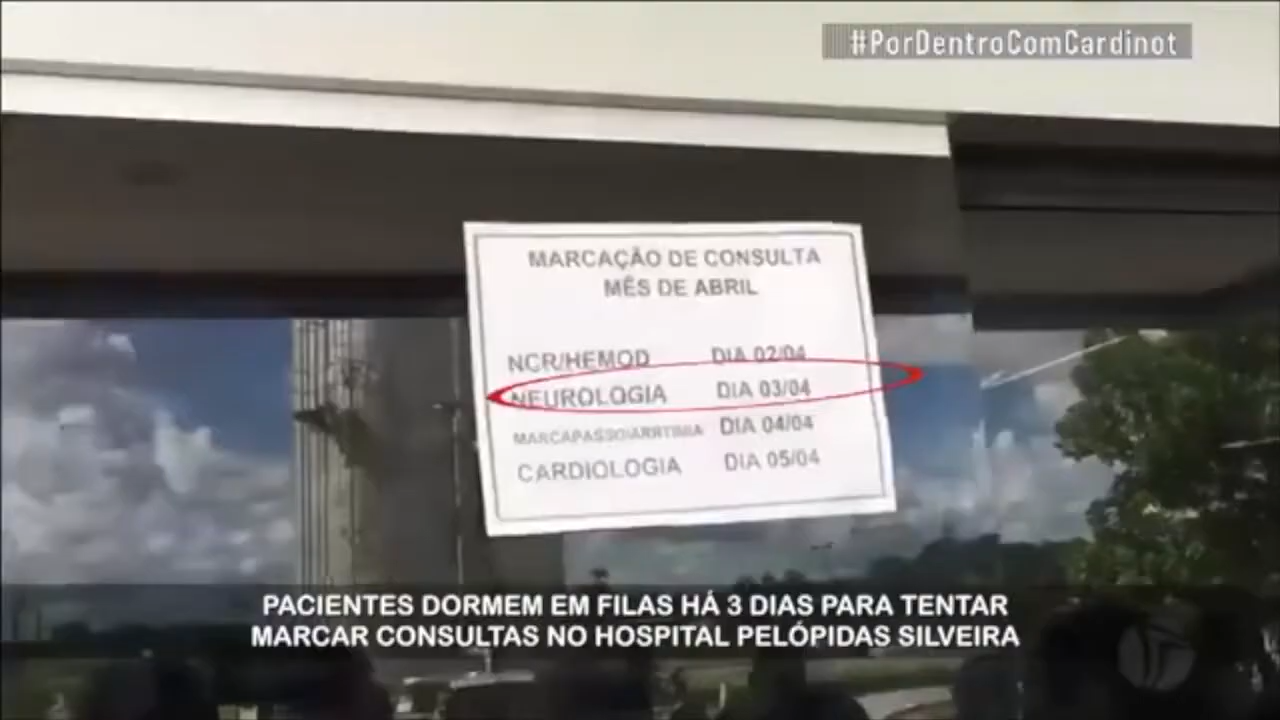 #PorDentroComCardinot
MARCAÇÃO DE CONSULTA
MÊS DE ABRIL
NCR/HEMOD DIA 02/04
NEUROLOGIA DIA 03/04
MARCAPASSO/ARRTIMIA DIA 04/04
CARDIOLOGIA DIA 05/04
PACIENTES DORMEM EM FILAS HÁ 3 DIAS PARA TENTAR
MARCAR CONSULTAS NO HOSPITAL PELÓPIDAS SILVEIRA